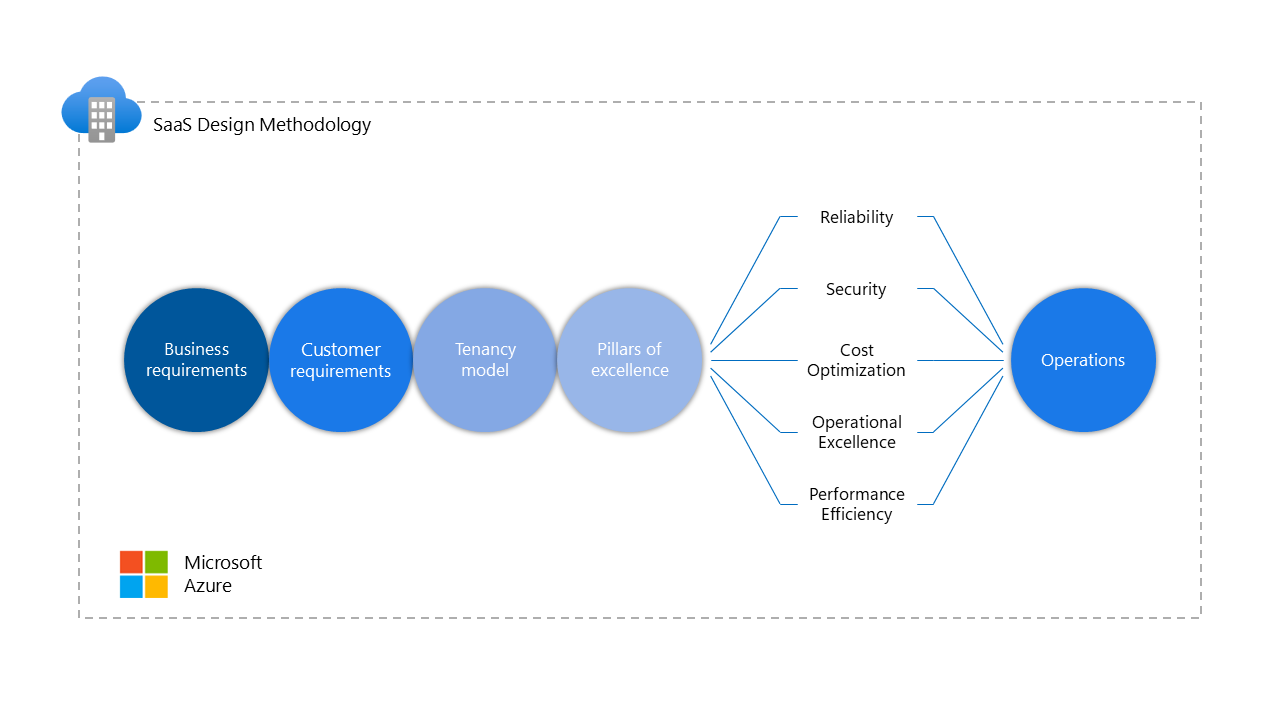 SaaS Design Methodology
Business
requirements
Customer
requirements
Tenancy
model
Pillars of
excellence
Reliability
Security
Cost
Optimization
Operational
Excellence
Performance
Efficiency
Operations
Microsoft
Azure